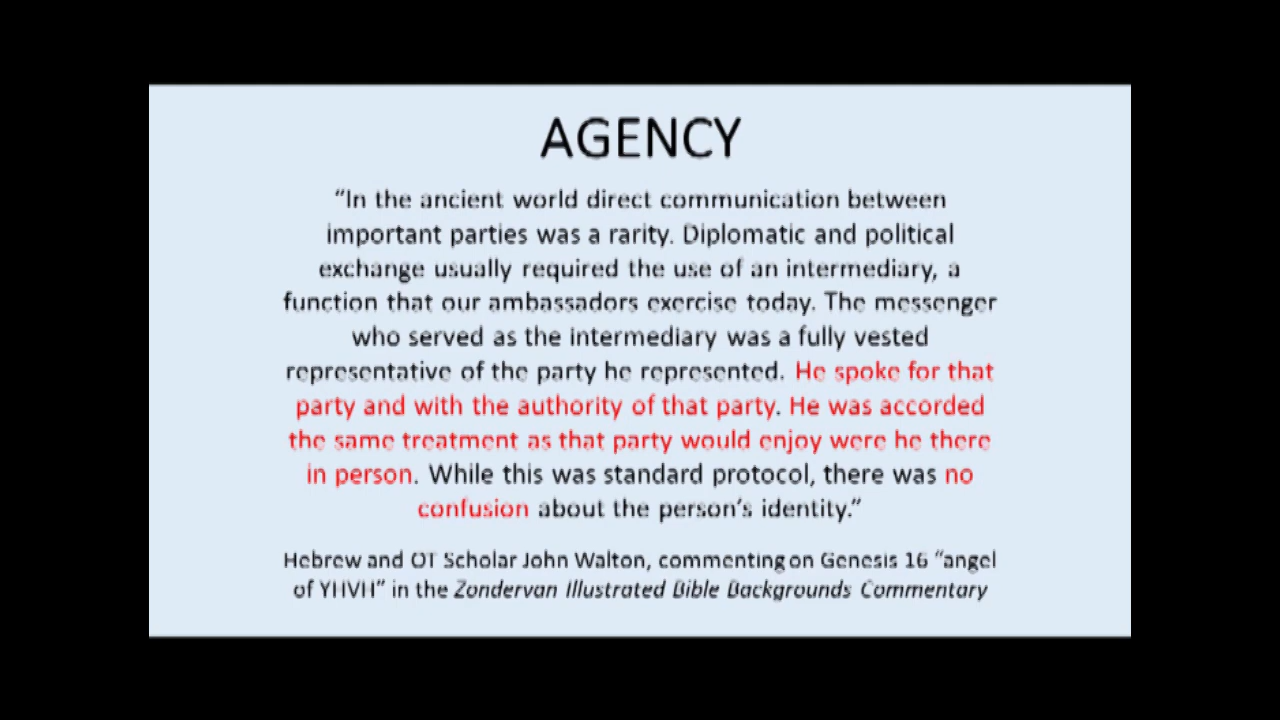 AGENCY
“In the ancient world direct communication between
important parties was a rarity. Diplomatic and political
exchange usually required the use of an intermediary, a
function that our ambassadors exercise today. The messenger
who served as the intermediary was a fully vested
representative of the party he represented. He spoke for that
party and with the authority of that party. He was accorded
the same treatment as that party would enjoy were he there
in person. While this was standard protocol, there was no
confusion about the person’s identity.”
Hebrew and OT Scholar John Walton, commenting on Genesis 16 “angel
of YHVH” in the Zondervan Illustrated Bible Backgrounds Commentary